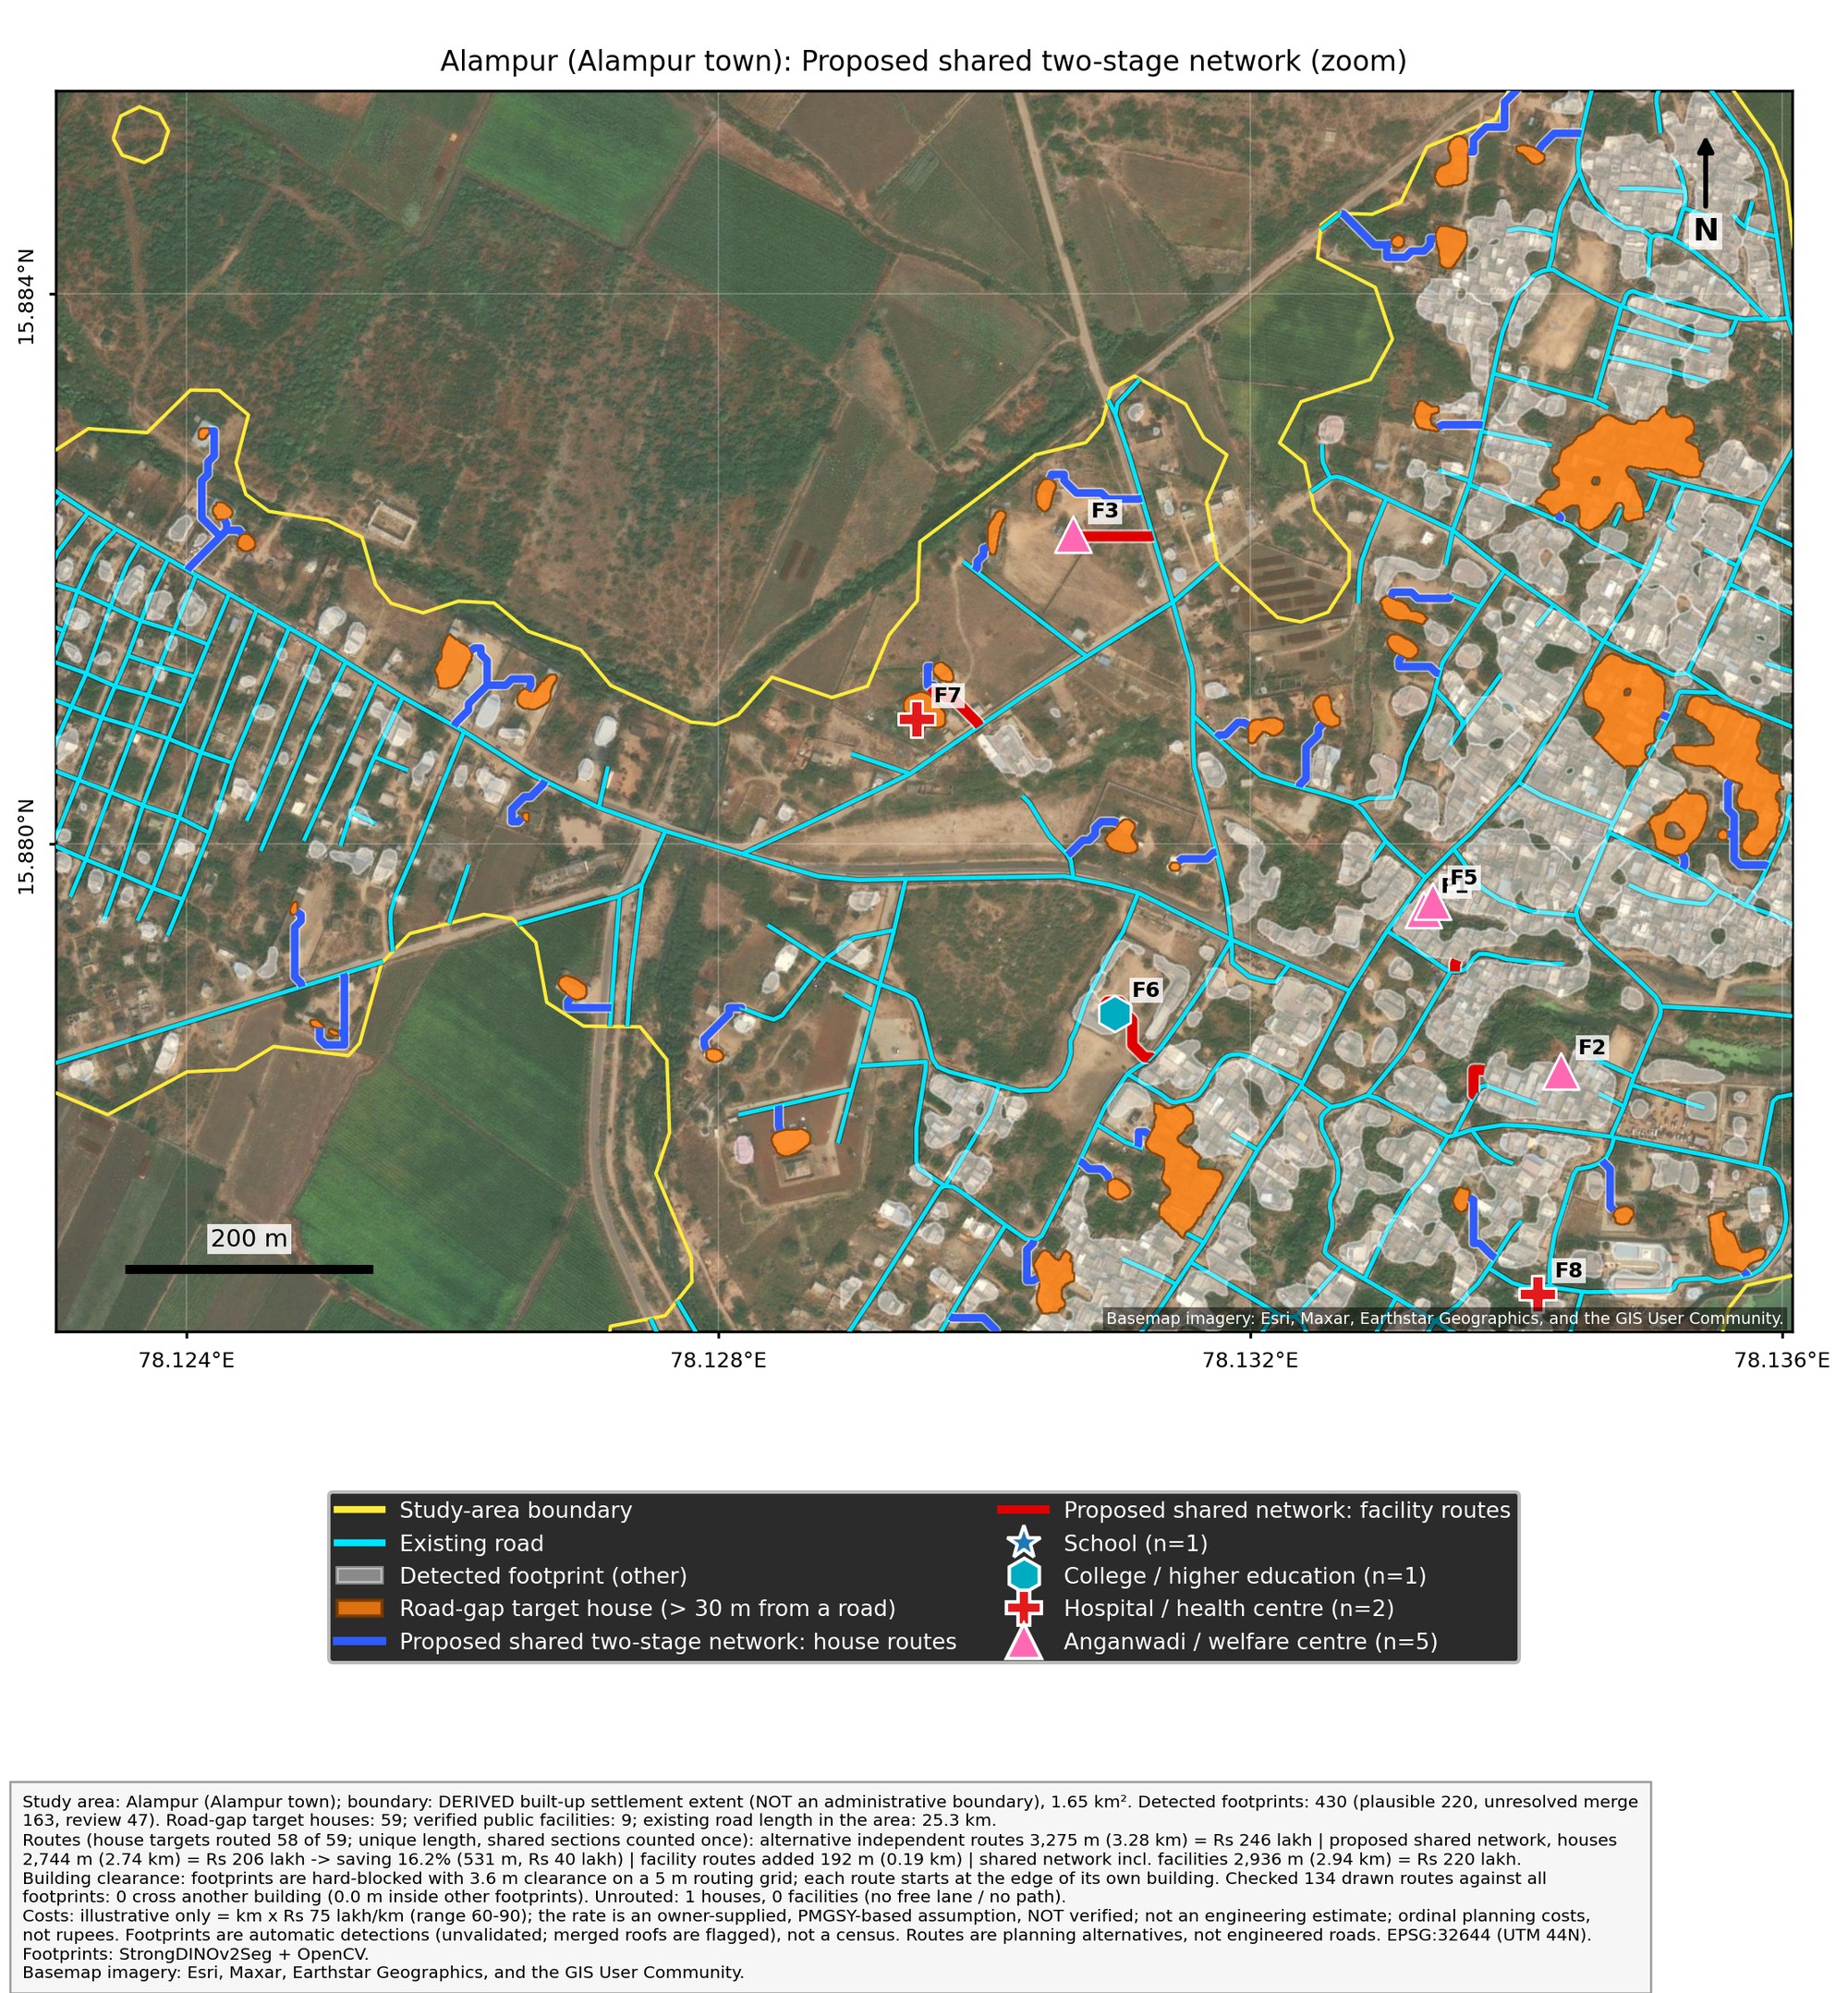 Alampur (Alampur town): Proposed shared two-stage network (zoom)
N
15.884°N
F3
F7
15.880°N
F5
F6
F2
200 m
F8
Basemap imagery: Esri, Maxar, Earthstar Geographics, and the GIS User Community.
78.124°E
78.128°E
78.132°E
78.136°E
Study-area boundary
Existing road
Detected footprint (other)
Road-gap target house (> 30 m from a road)
Proposed shared two-stage network: house routes
Proposed shared network: facility routes
School (n=1)
College / higher education (n=1)
Hospital / health centre (n=2)
Anganwadi / welfare centre (n=5)
Study area: Alampur (Alampur town); boundary: DERIVED built-up settlement extent (NOT an administrative boundary), 1.65 km². Detected footprints: 430 (plausible 220, unresolved merge
163, review 47). Road-gap target houses: 59; verified public facilities: 9; existing road length in the area: 25.3 km.
Routes (house targets routed 58 of 59; unique length, shared sections counted once): alternative independent routes 3,275 m (3.28 km) = Rs 246 lakh | proposed shared network, houses
2,744 m (2.74 km) = Rs 206 lakh -> saving 16.2% (531 m, Rs 40 lakh) | facility routes added 192 m (0.19 km) | shared network incl. facilities 2,936 m (2.94 km) = Rs 220 lakh.
Building clearance: footprints are hard-blocked with 3.6 m clearance on a 5 m routing grid; each route starts at the edge of its own building. Checked 134 drawn routes against all
footprints: 0 cross another building (0.0 m inside other footprints). Unrouted: 1 houses, 0 facilities (no free lane / no path).
Costs: illustrative only = km x Rs 75 lakh/km (range 60-90); the rate is an owner-supplied, PMGSY-based assumption, NOT verified; not an engineering estimate; ordinal planning costs,
not rupees. Footprints are automatic detections (unvalidated; merged roofs are flagged), not a census. Routes are planning alternatives, not engineered roads. EPSG:32644 (UTM 44N).
Footprints: StrongDINOv2Seg + OpenCV.
Basemap imagery: Esri, Maxar, Earthstar Geographics, and the GIS User Community.